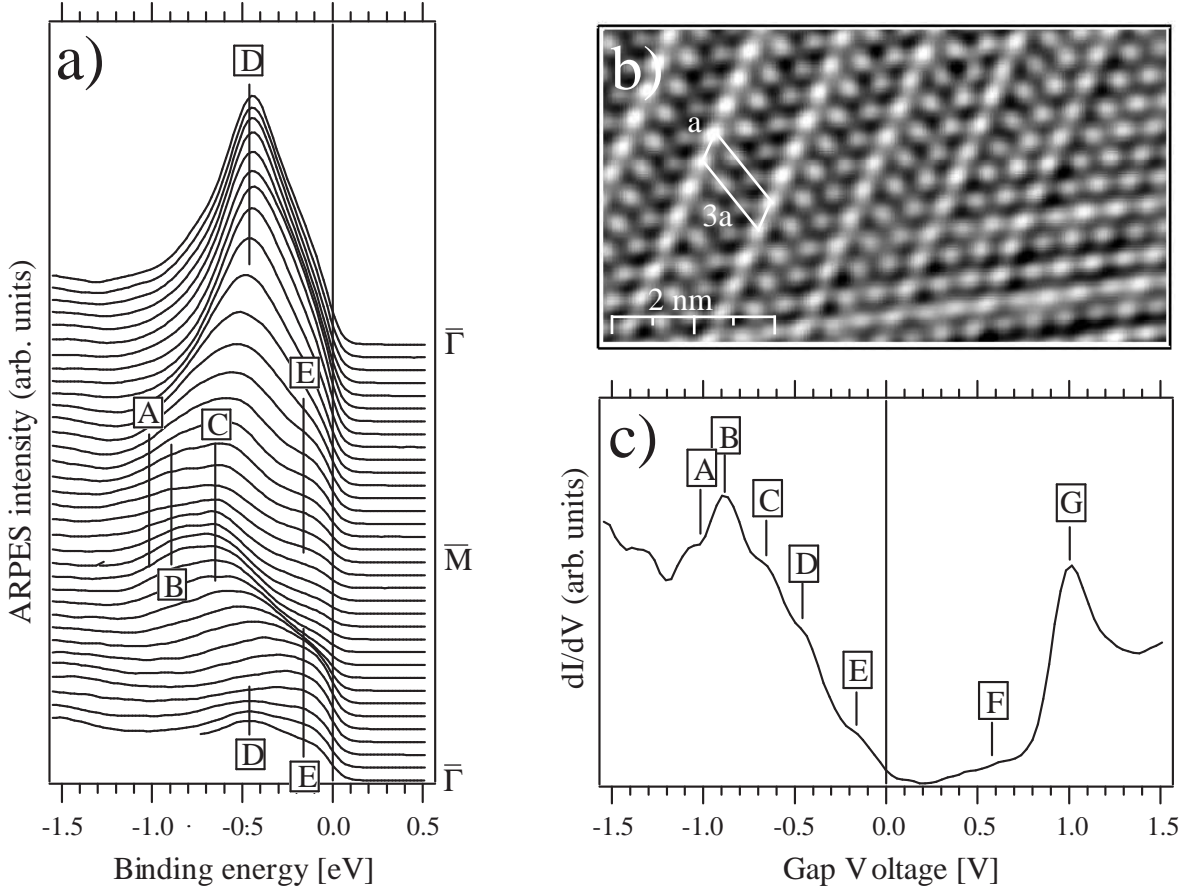 a)
D
E
A
C
B
D
E
Γ̅
M̅
Γ̅
ARPES intensity (arb. units)
-1.5 -1.0 -0.5 0.0 0.5
Binding energy [eV]
b)
a
3a
2 nm
c)
A
B
C
D
E
F
G
dI/dV (arb. units)
-1.5 -1.0 -0.5 0.0 0.5 1.0 1.5
Gap Voltage [V]